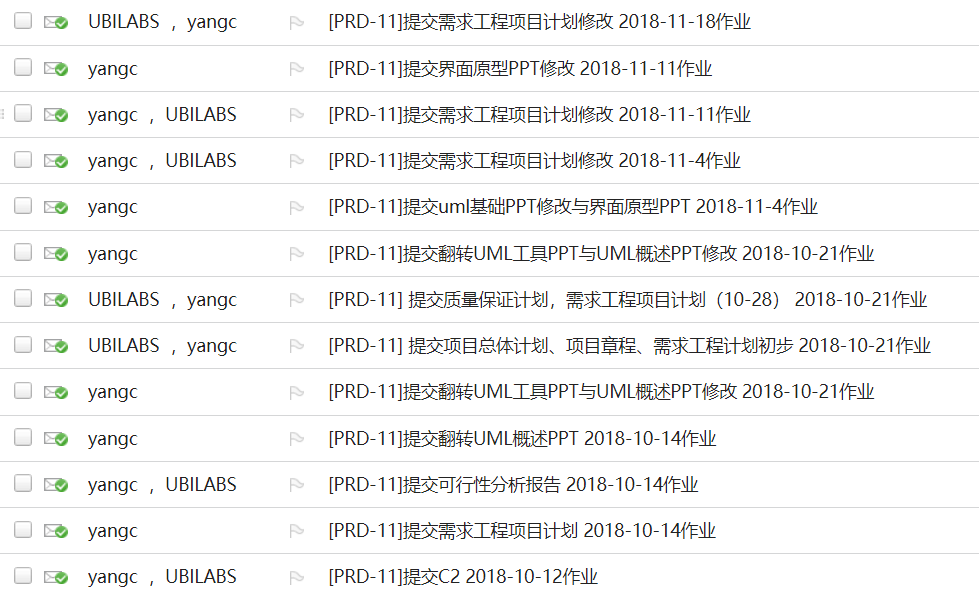 UBILABS ，yangc [PRD-11]提交需求工程项目计划修改 2018-11-18作业
yangc [PRD-11]提交界面原型PPT修改 2018-11-11作业
yangc ，UBILABS [PRD-11]提交需求工程项目计划修改 2018-11-11作业
yangc ，UBILABS [PRD-11]提交需求工程项目计划修改 2018-11-4作业
yangc [PRD-11]提交uml基础PPT修改与界面原型PPT 2018-11-4作业
yangc [PRD-11]提交翻转UML工具PPT与UML概述PPT修改 2018-10-21作业
UBILABS ，yangc [PRD-11] 提交质量保证计划，需求工程项目计划（10-28） 2018-10-21作业
UBILABS ，yangc [PRD-11] 提交项目总体计划、项目章程、需求工程计划初步 2018-10-21作业
yangc [PRD-11]提交翻转UML工具PPT与UML概述PPT修改 2018-10-21作业
yangc [PRD-11]提交翻转UML概述PPT 2018-10-14作业
yangc ，UBILABS [PRD-11]提交可行性分析报告 2018-10-14作业
yangc [PRD-11]提交需求工程项目计划 2018-10-14作业
yangc ，UBILABS [PRD-11]提交C2 2018-10-12作业